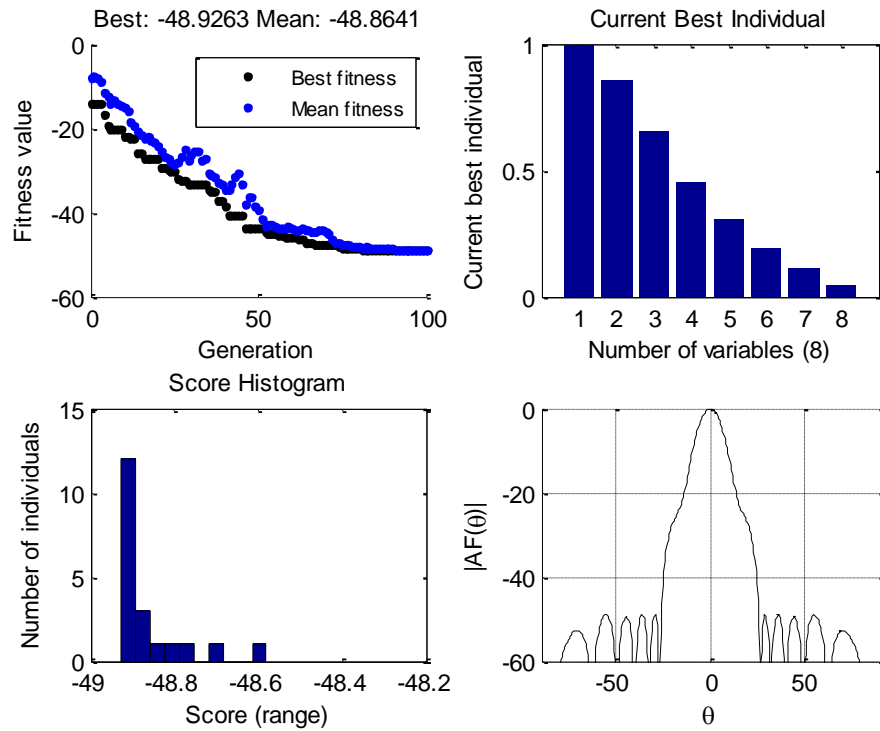 Best: -48.9263 Mean: -48.8641
Fitness value
0
-20
-40
-60
0
50
100
Generation
Best fitness
Mean fitness
Current Best Individual
Current best individual
1
0.5
0
1 2 3 4 5 6 7 8
Number of variables (8)
Score Histogram
Number of individuals
15
10
5
0
-49 -48.8 -48.6 -48.4 -48.2
Score (range)
|AF(θ)|
0
-20
-40
-60
-50 0 50
θ